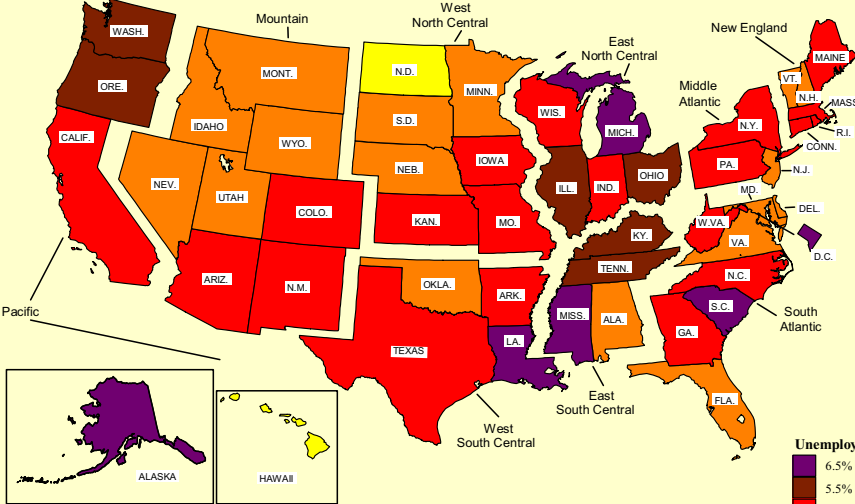 West
North Central
Mountain
East
North Central
New England
Middle
Atlantic
WASH.
ORE.
CALIF.
IDAHO
NEV.
MONT.
WYO.
UTAH
COLO.
ARIZ.
N.M.
N.D.
S.D.
NEB.
KAN.
MINN.
IOWA
MO.
OKLA.
TEXAS
ARK.
LA.
WIS.
MICH.
ILL.
IND.
OHIO
KY.
TENN.
MISS.
ALA.
VT.
MAINE
N.H.
MASS
R.I.
CONN.
N.Y.
PA.
N.J.
MD.
DEL.
D.C.
W.VA.
VA.
N.C.
S.C.
GA.
FLA.
South
Atlantic
East
South Central
West
South Central
Pacific
ALASKA
HAWAII
Unemploy
6.5%
5.5%